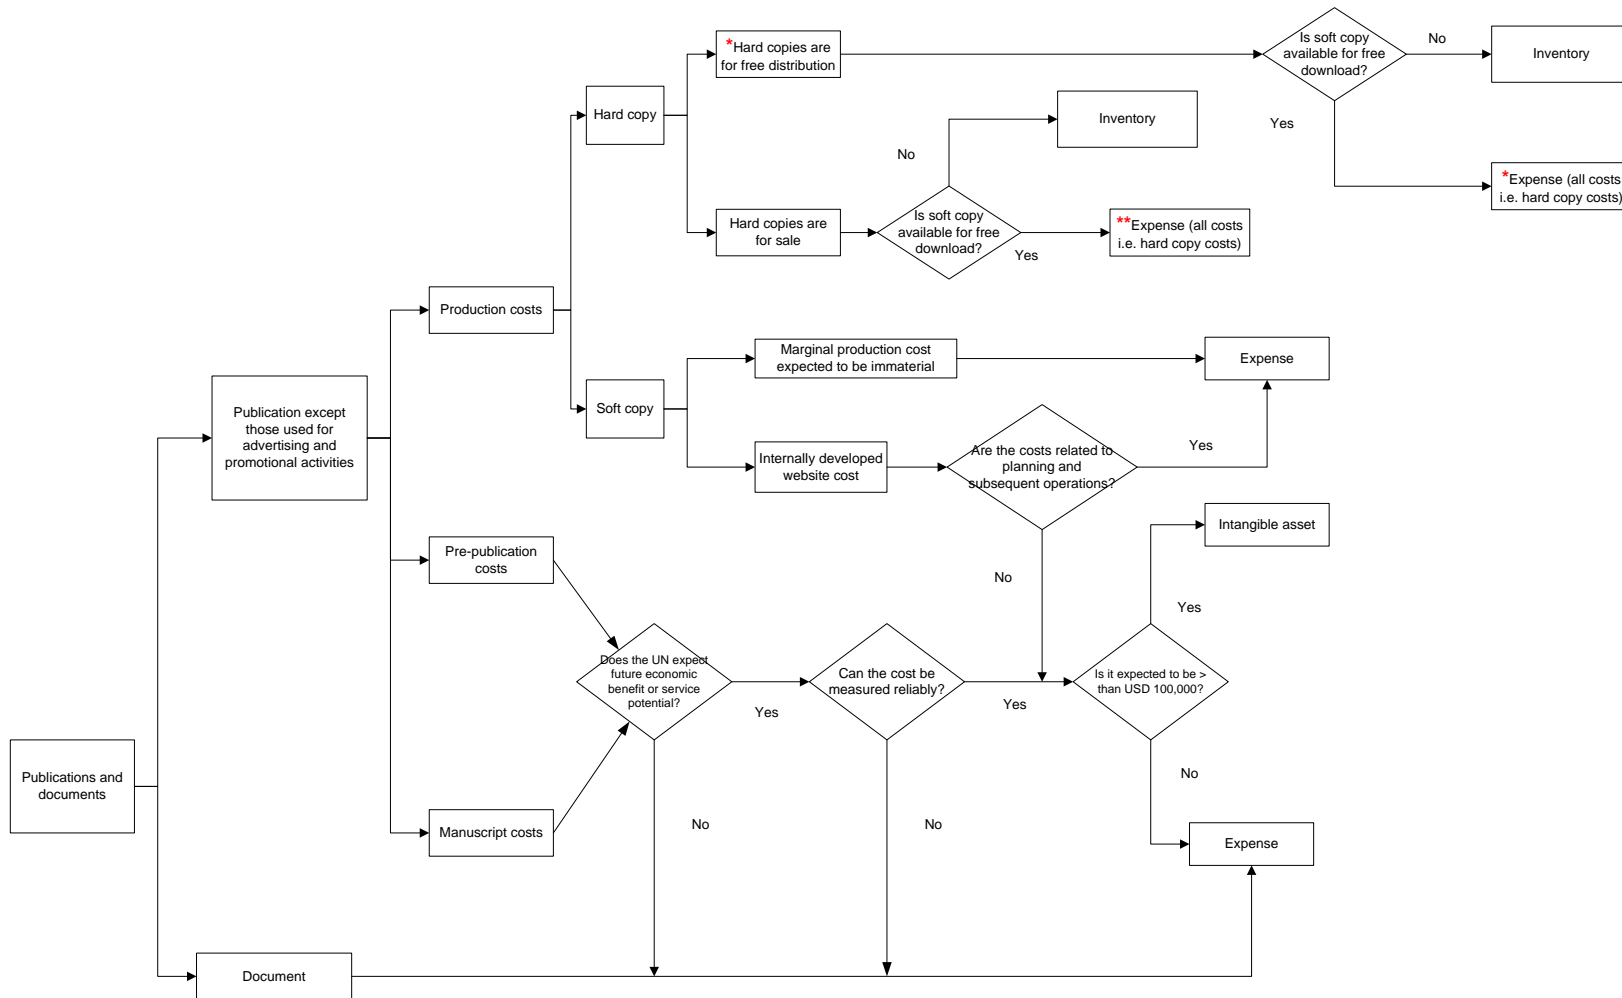 *Hard copies are
for free distribution
Is soft copy
available for free
download?
No
Inventory
Hard copy
Inventory
Yes
No
*Expense (all costs
i.e. hard copy costs)
Hard copies are
for sale
Is soft copy
available for free
download?
Yes
**Expense (all costs
i.e. hard copy costs)
Production costs
Marginal production cost
expected to be immaterial
Expense
Publication except
those used for
advertising and
promotional activities
Soft copy
Internally developed
website cost
Are the costs related to
planning and
subsequent operations?
Yes
Intangible asset
Pre-publication
costs
No
Yes
Does the UN expect
future economic
benefit or service
potential?
Yes
Can the cost be
measured reliably?
Yes
Is it expected to be >
than USD 100,000?
Publications and
documents
Manuscript costs
No
No
No
Expense
Document